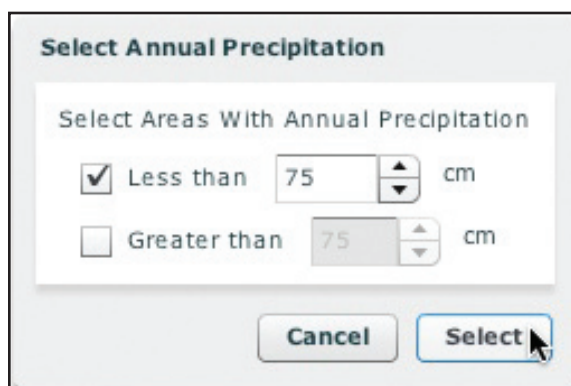 Select Annual Precipitation
Select Areas With Annual Precipitation
Less than 75 cm
Greater than 75 cm
Cancel Select